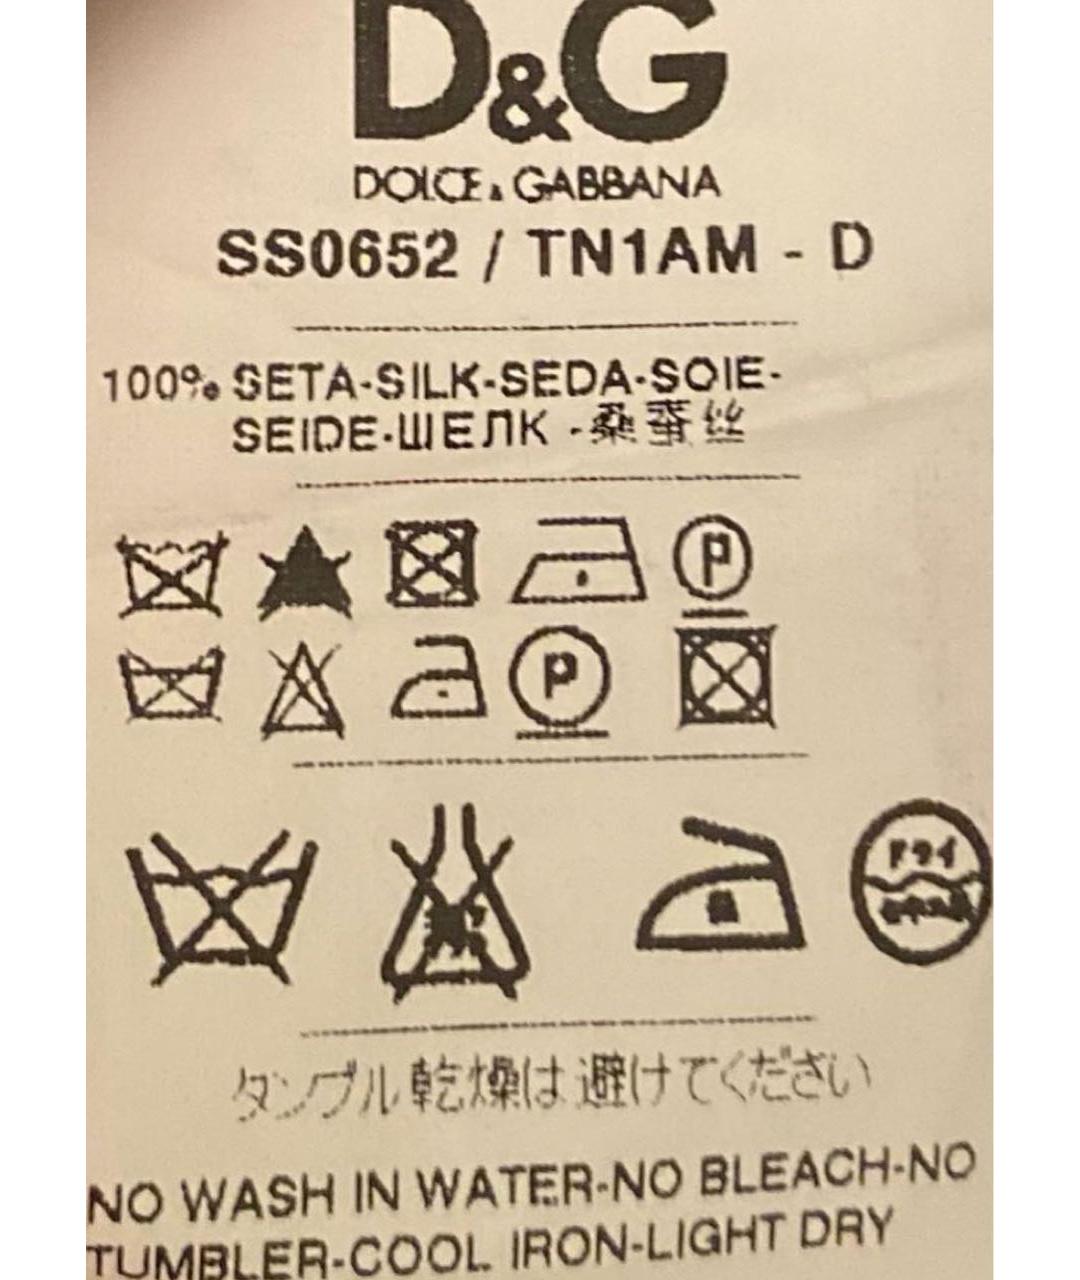 D&G
DOLCE & GABBANA
SS0652 / TN1AM - D
100% SETA-SILK-SEDA-SOIE-
SEIDE-ШЕЛК -桑蚕丝
P
P
ドライ
タンブル乾燥は避けてください
NO WASH IN WATER-NO BLEACH-NO
TUMBLER-COOL IRON-LIGHT DRY